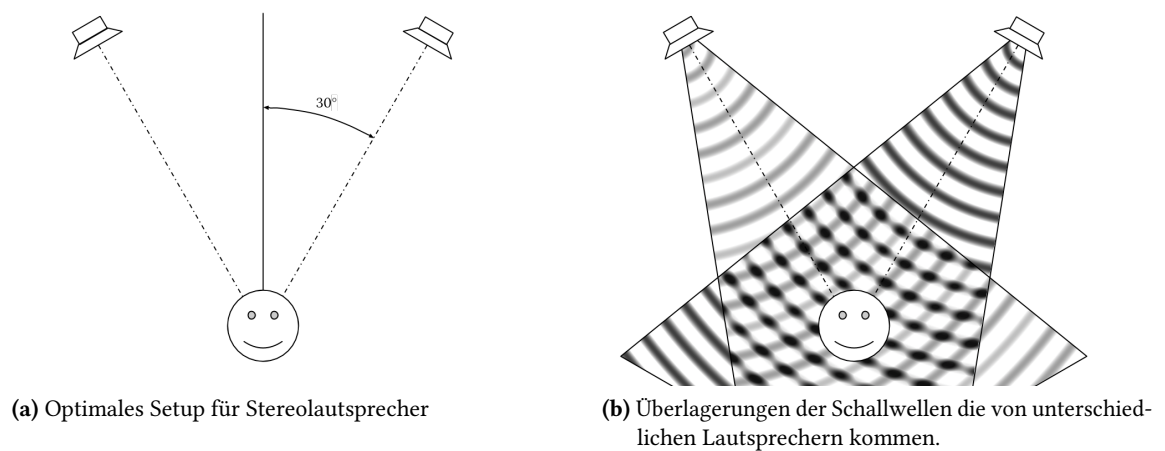 30°
(a) Optimales Setup für Stereolautsprecher
(b) Überlagerungen der Schallwellen die von unterschied-
lichen Lautsprechern kommen.